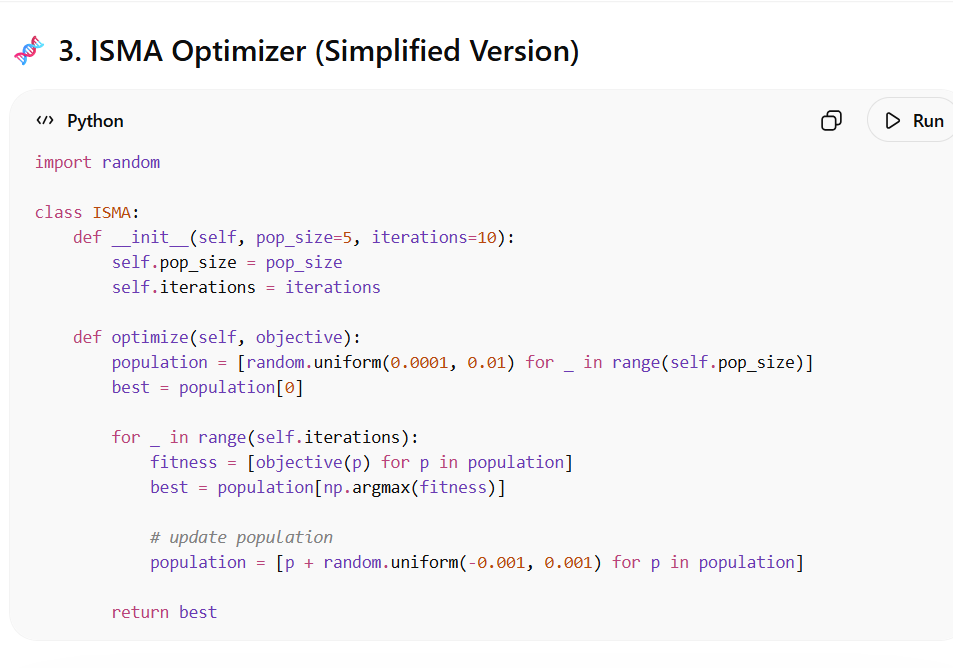 🧬 3. ISMA Optimizer (Simplified Version)
Python
Run
import random
class ISMA:
    def __init__(self, pop_size=5, iterations=10):
        self.pop_size = pop_size
        self.iterations = iterations
    def optimize(self, objective):
        population = [random.uniform(0.0001, 0.01) for _ in range(self.pop_size)]
        best = population[0]
        for _ in range(self.iterations):
            fitness = [objective(p) for p in population]
            best = population[np.argmax(fitness)]
            # update population
            population = [p + random.uniform(-0.001, 0.001) for p in population]
        return best